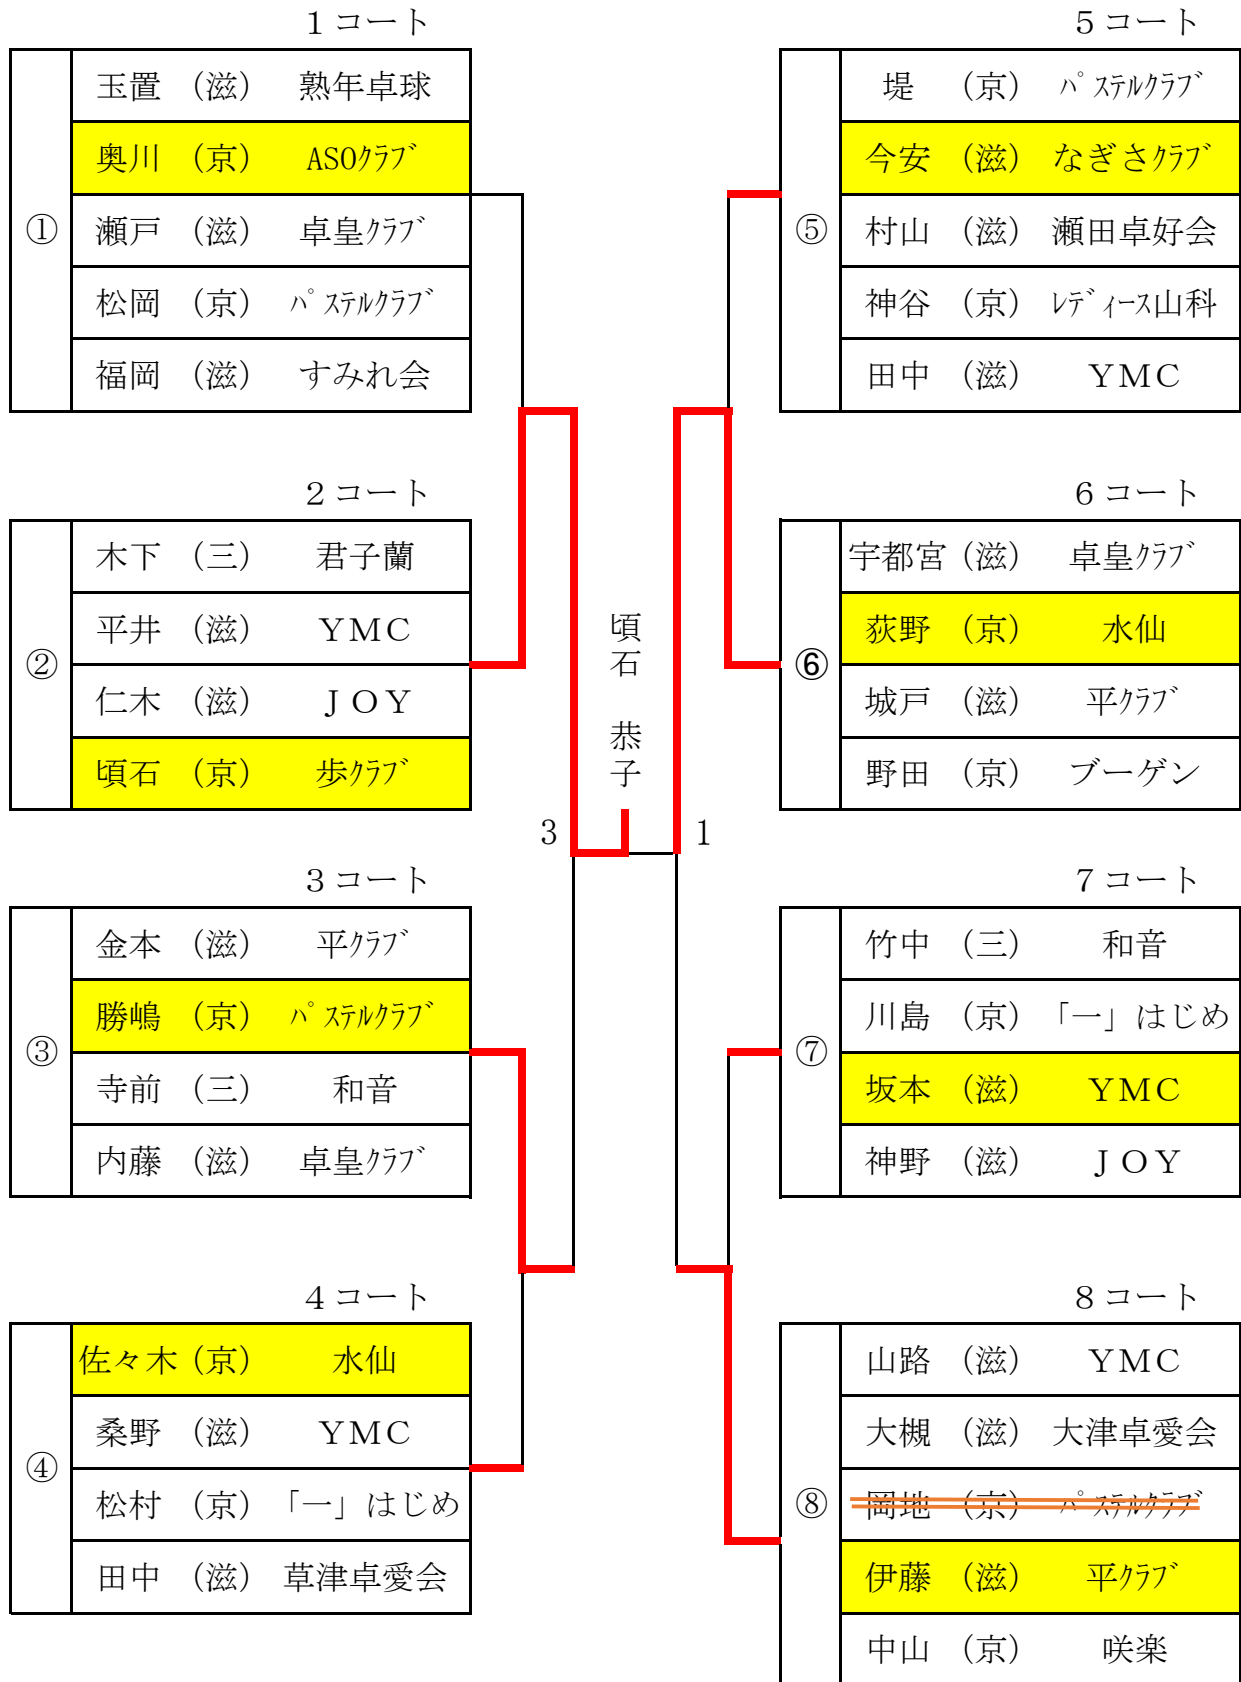 1コート
① 玉置 (滋) 熟年卓球
奥川 (京) ASOクラブ
瀬戸 (滋) 卓皇クラブ
松岡 (京) パステルクラブ
福岡 (滋) すみれ会
2コート
② 木下 (三) 君子蘭
平井 (滋) YMC
仁木 (滋) JOY
頃石 (京) 歩クラブ
3コート
③ 金本 (滋) 平クラブ
勝嶋 (京) パステルクラブ
寺前 (三) 和音
内藤 (滋) 卓皇クラブ
4コート
④ 佐々木 (京) 水仙
桑野 (滋) YMC
松村 (京) 「一」はじめ
田中 (滋) 草津卓愛会
頃石 恭子
3
1
5コート
⑤ 堤 (京) パステルクラブ
今安 (滋) なぎさクラブ
村山 (滋) 瀬田卓好会
神谷 (京) レディース山科
田中 (滋) YMC
6コート
⑥ 宇都宮 (滋) 卓皇クラブ
荻野 (京) 水仙
城戸 (滋) 平クラブ
野田 (京) ブーゲン
7コート
⑦ 竹中 (三) 和音
川島 (京) 「一」はじめ
坂本 (滋) YMC
神野 (滋) JOY
8コート
⑧ 山路 (滋) YMC
大槻 (滋) 大津卓愛会
岡地 (京) パステルクラブ
伊藤 (滋) 平クラブ
中山 (京) 咲楽